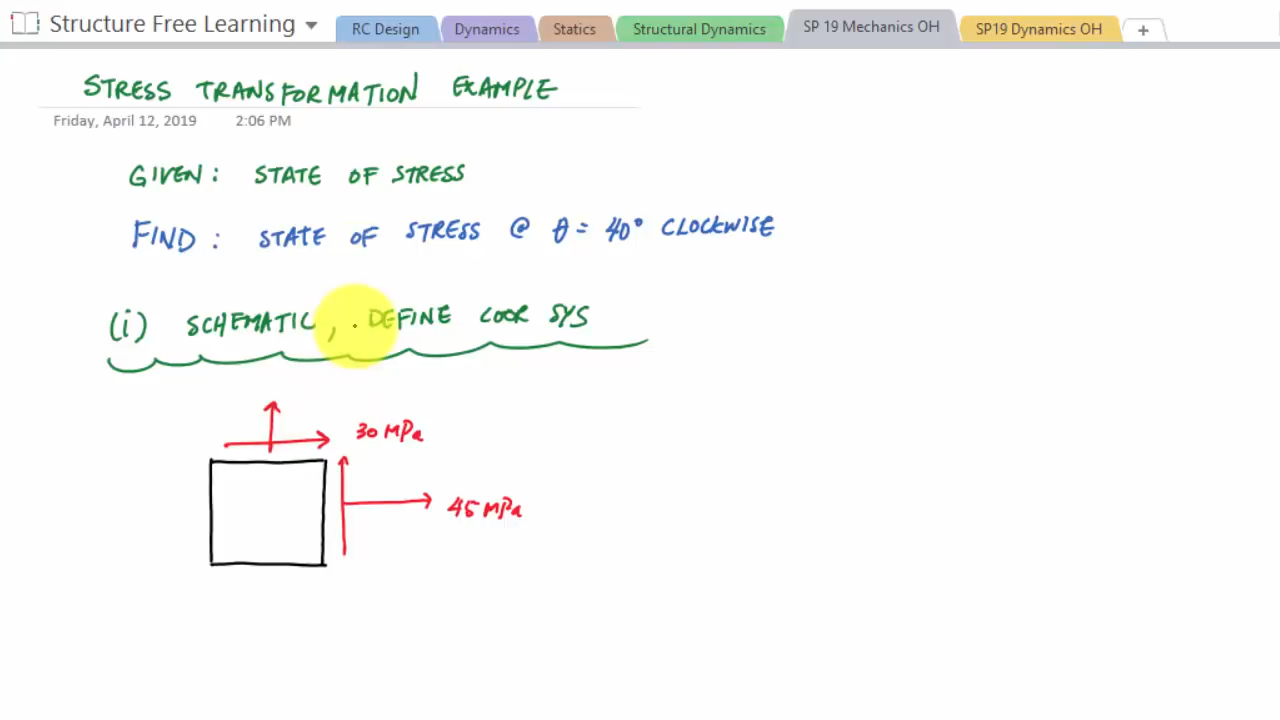 Structure Free Learning
RC Design
Dynamics
Statics
Structural Dynamics
SP 19 Mechanics OH
SP19 Dynamics OH
+
STRESS TRANSFORMATION EXAMPLE
Friday, April 12, 2019 2:06 PM
GIVEN: STATE OF STRESS
FIND: STATE OF STRESS @ θ = 40° CLOCKWISE
(i) SCHEMATIC, DEFINE COOR SYS
30 MPa
45 MPa